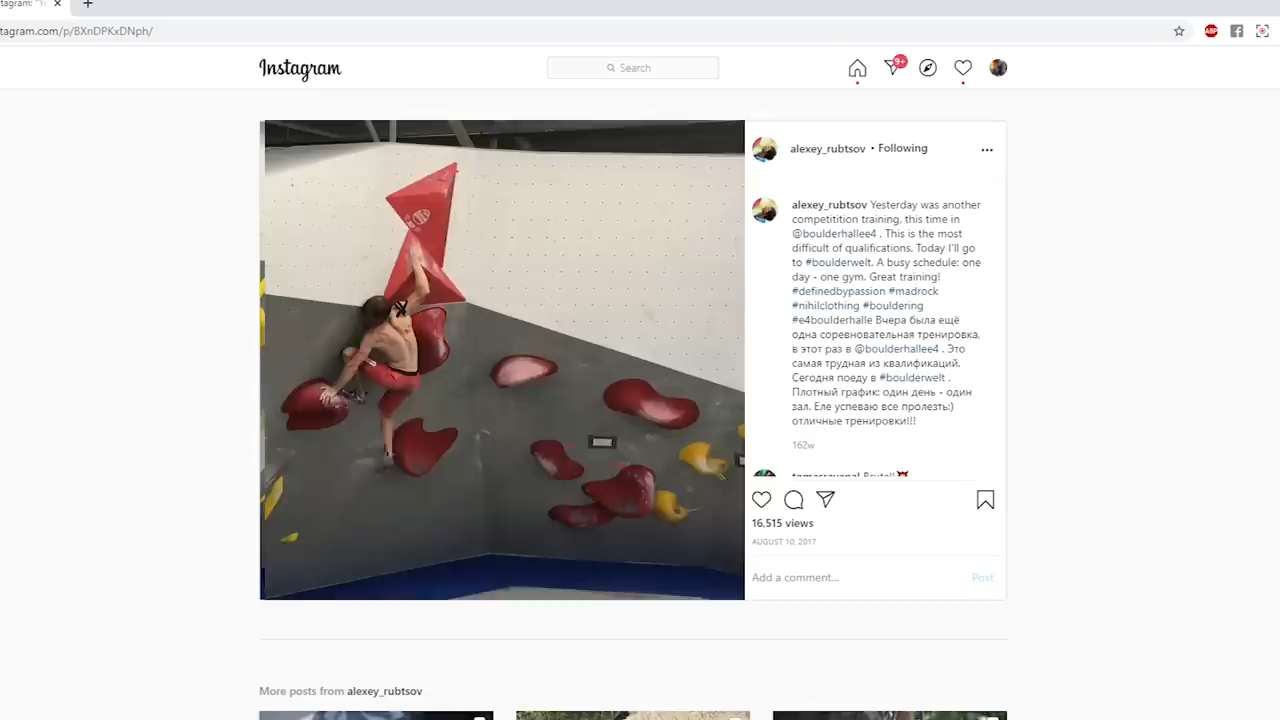 tagram.com/p/BXnDPKxDNph/
Instagram
Search
9+
alexey_rubtsov • Following
alexey_rubtsov Yesterday was another
competitition training, this time in
@boulderhallee4 . This is the most
difficult of qualifications. Today I'll go
to #boulderwelt. A busy schedule: one
day - one gym. Great training!
#definedbypassion #madrock
#nihilclothing #bouldering
#e4boulderhalle Вчера была ещё
одна соревновательная тренировка,
в этот раз в @boulderhallee4 . Это
самая трудная из квалификаций.
Сегодня поеду в #boulderwelt .
Плотный график: один день - один
зал. Еле успеваю все пролезть:)
отличные тренировки!!!
162w
16,515 views
AUGUST 10, 2017
Add a comment...
Post
More posts from alexey_rubtsov